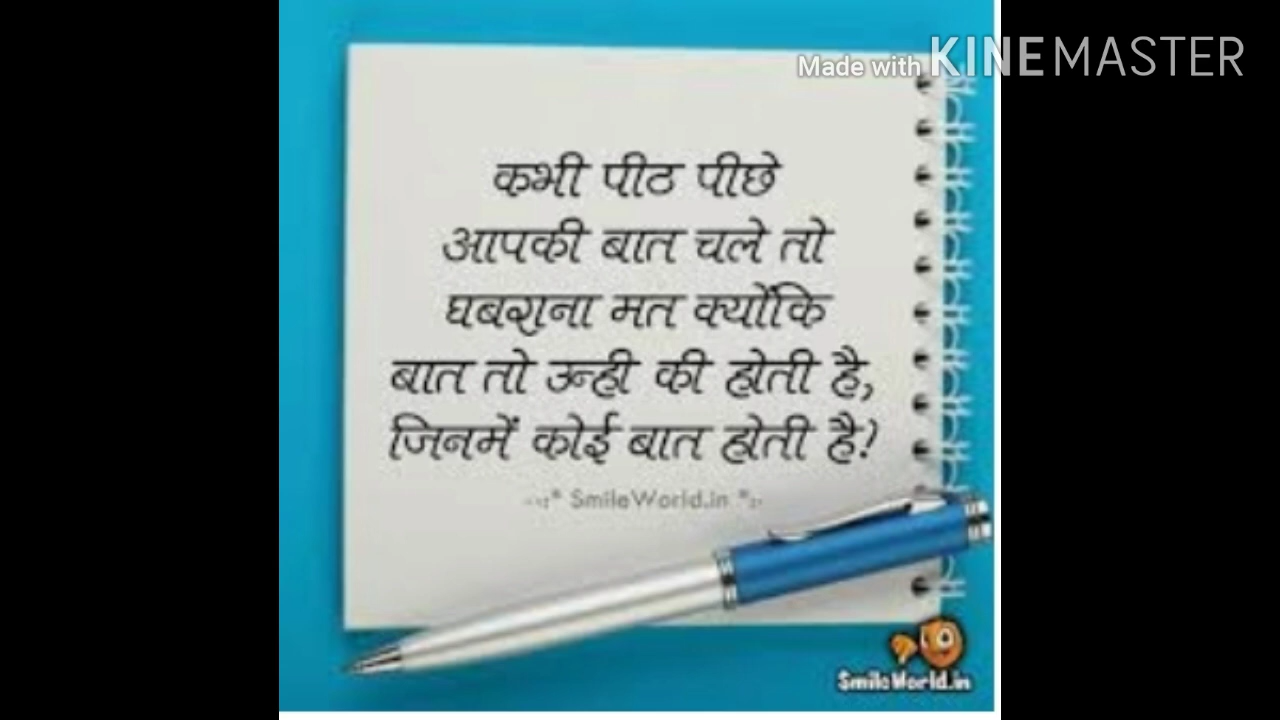 Made with KINEMASTER
कभी पीठ पीछे
आपकी बात चले तो
घबराना मत क्योंकि
बात तो उन्ही की होती है,
जिनमें कोई बात होती है?
--:* SmileWorld.in *:-
SmileWorld.in